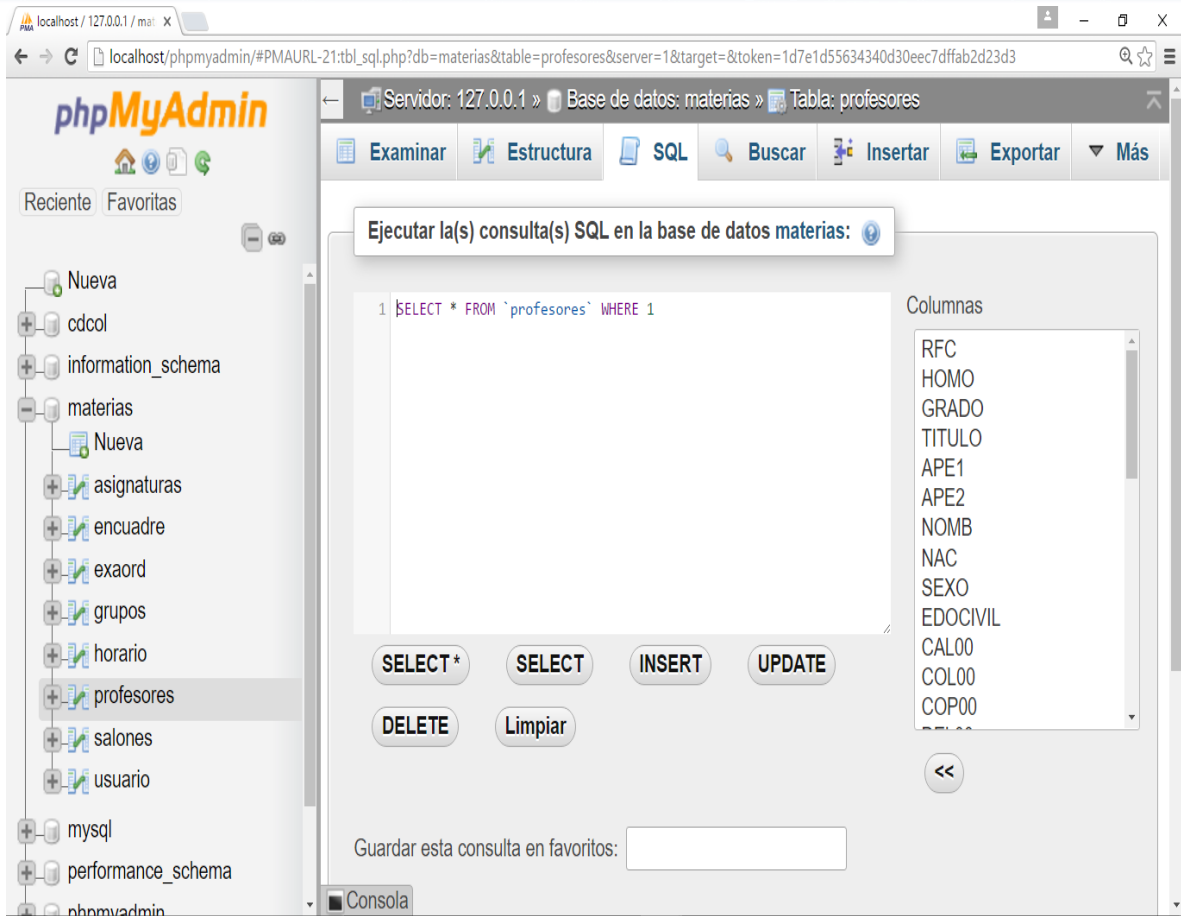 localhost / 127.0.0.1 / mat
localhost/phpmyadmin/#PMAURL-21:tbl_sql.php?db=materias&table=profesores&server=1&target=&token=1d7e1d55634340d30eec7dffab2d23d3
phpMyAdmin
Reciente Favoritas
Nueva
cdcol
information_schema
materias
Nueva
asignaturas
encuadre
exaord
grupos
horario
profesores
salones
usuario
mysql
performance_schema
phpmyadmin
Servidor: 127.0.0.1 » Base de datos: materias » Tabla: profesores
Examinar Estructura SQL Buscar Insertar Exportar Más
Ejecutar la(s) consulta(s) SQL en la base de datos materias:
1 SELECT * FROM `profesores` WHERE 1
Columnas
RFC
HOMO
GRADO
TITULO
APE1
APE2
NOMB
NAC
SEXO
EDOCIVIL
CAL00
COL00
COP00
SELECT * SELECT INSERT UPDATE
DELETE Limpiar
<<
Guardar esta consulta en favoritos:
Consola